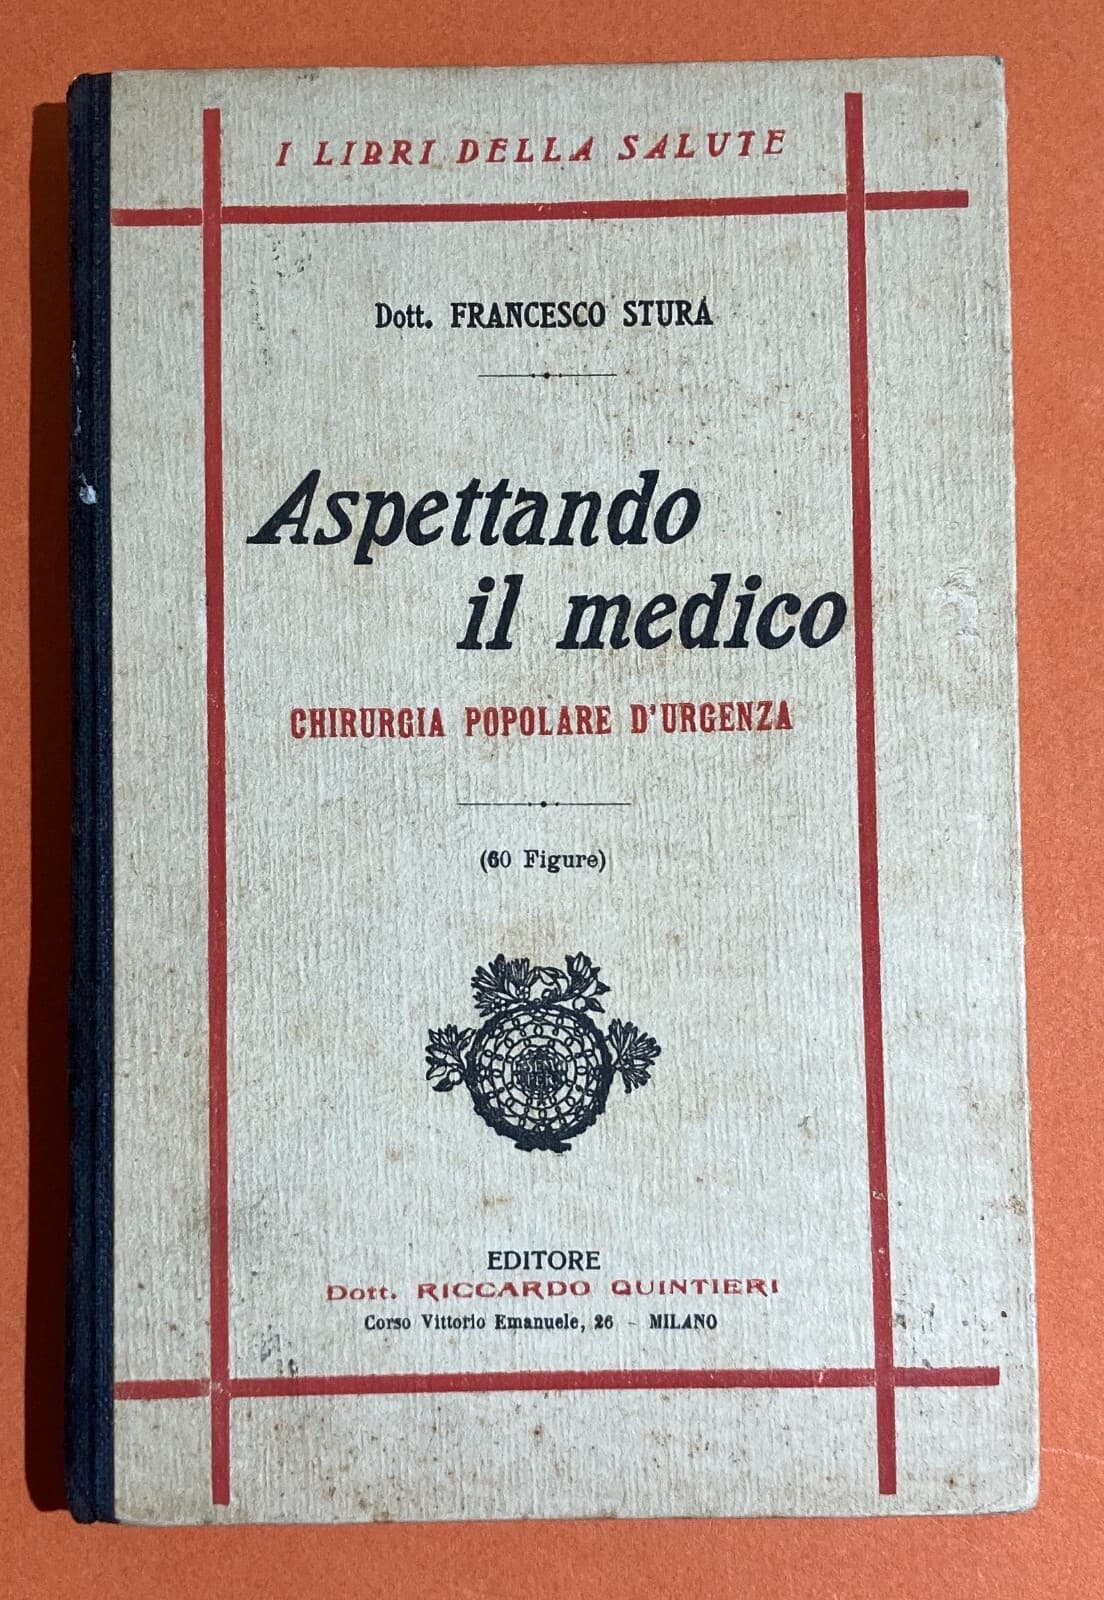 I LIBRI DELLA SALUTE
Dott. FRANCESCO STURA
Aspettando
il medico
CHIRURGIA POPOLARE D'URGENZA
(60 Figure)
EDITORE
Dott. RICCARDO QUINTIERI
Corso Vittorio Emanuele, 26 - MILANO